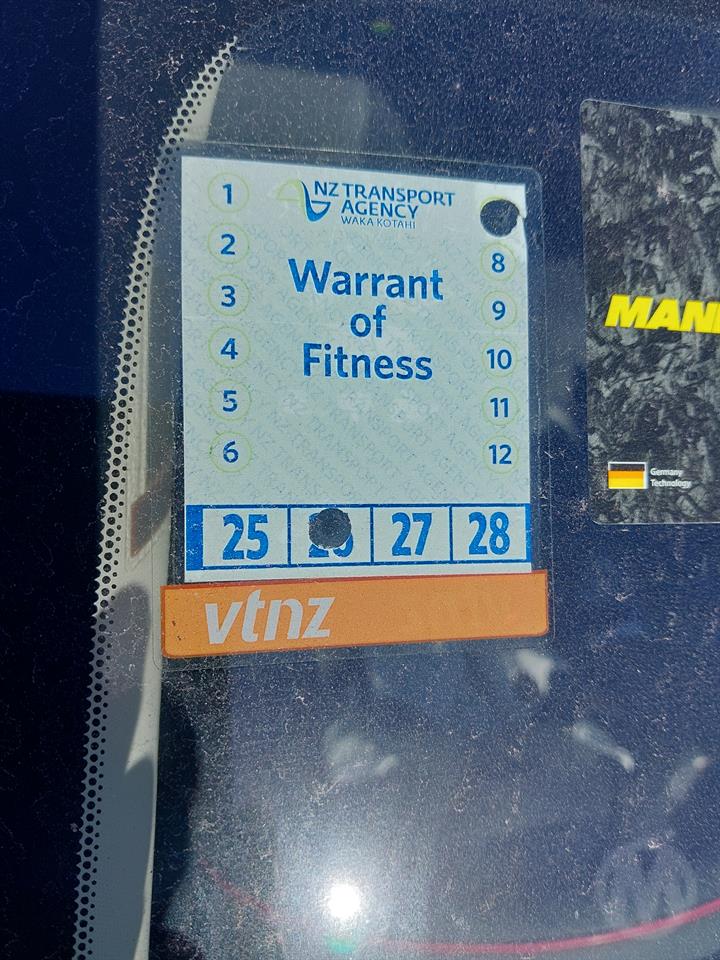 NZ TRANSPORT
AGENCY
WAKA KOTAHI
Warrant
of
Fitness
1
2
3
4
5
6
8
9
10
11
12
25
27
28
vtnz
MAN
Germany
Technology